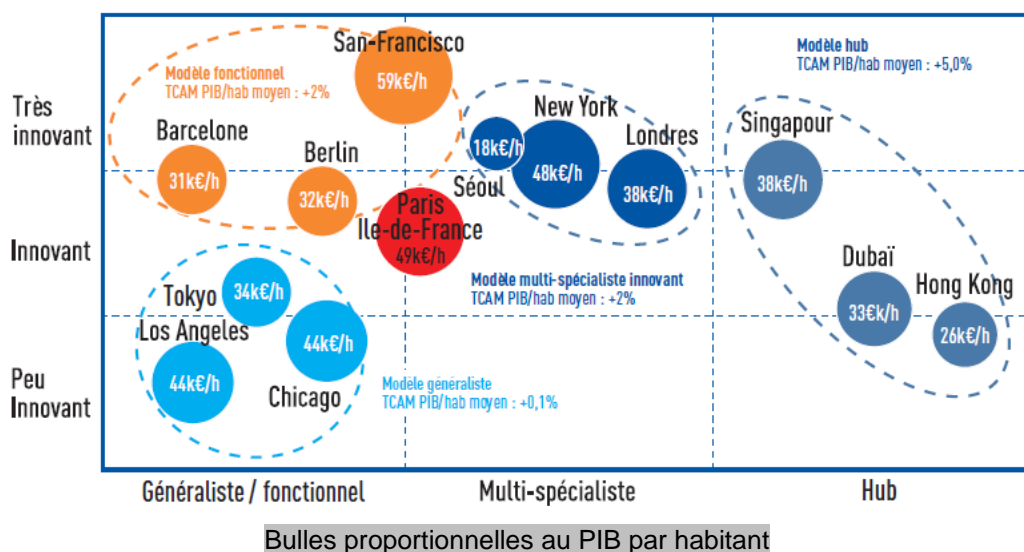 San-Francisco
59k€/h
Modèle fonctionnel
TCAM PIB/hab moyen : +2%
Modèle hub
TCAM PIB/hab moyen : +5,0%
Très
innovant
Barcelone
31k€/h
Berlin
32k€/h
New York
48k€/h
18k€/h
Séoul
Londres
38k€/h
Singapour
38k€/h
Paris
Ile-de-France
49k€/h
Innovant
Modèle multi-spécialiste innovant
TCAM PIB/hab moyen : +2%
Dubaï
33€k/h
Hong Kong
26k€/h
Tokyo
34k€/h
Los Angeles
44k€/h
44k€/h
Chicago
Modèle généraliste
TCAM PIB/hab moyen : +0,1%
Peu
Innovant
Généraliste / fonctionnel
Multi-spécialiste
Hub
Bulles proportionnelles au PIB par habitant